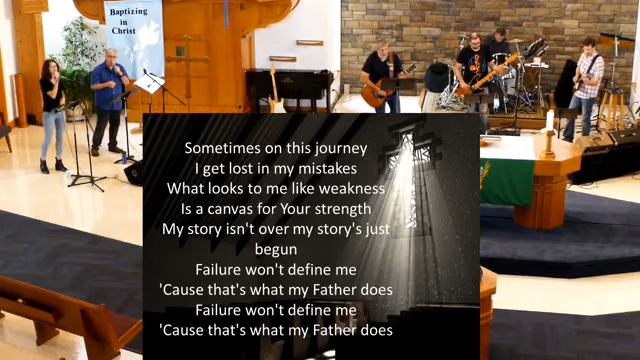 Baptizing
in
Christ
Sometimes on this journey
I get lost in my mistakes
What looks to me like weakness
Is a canvas for Your strength
My story isn't over my story's just
begun
Failure won't define me
'Cause that's what my Father does
Failure won't define me
'Cause that's what my Father does